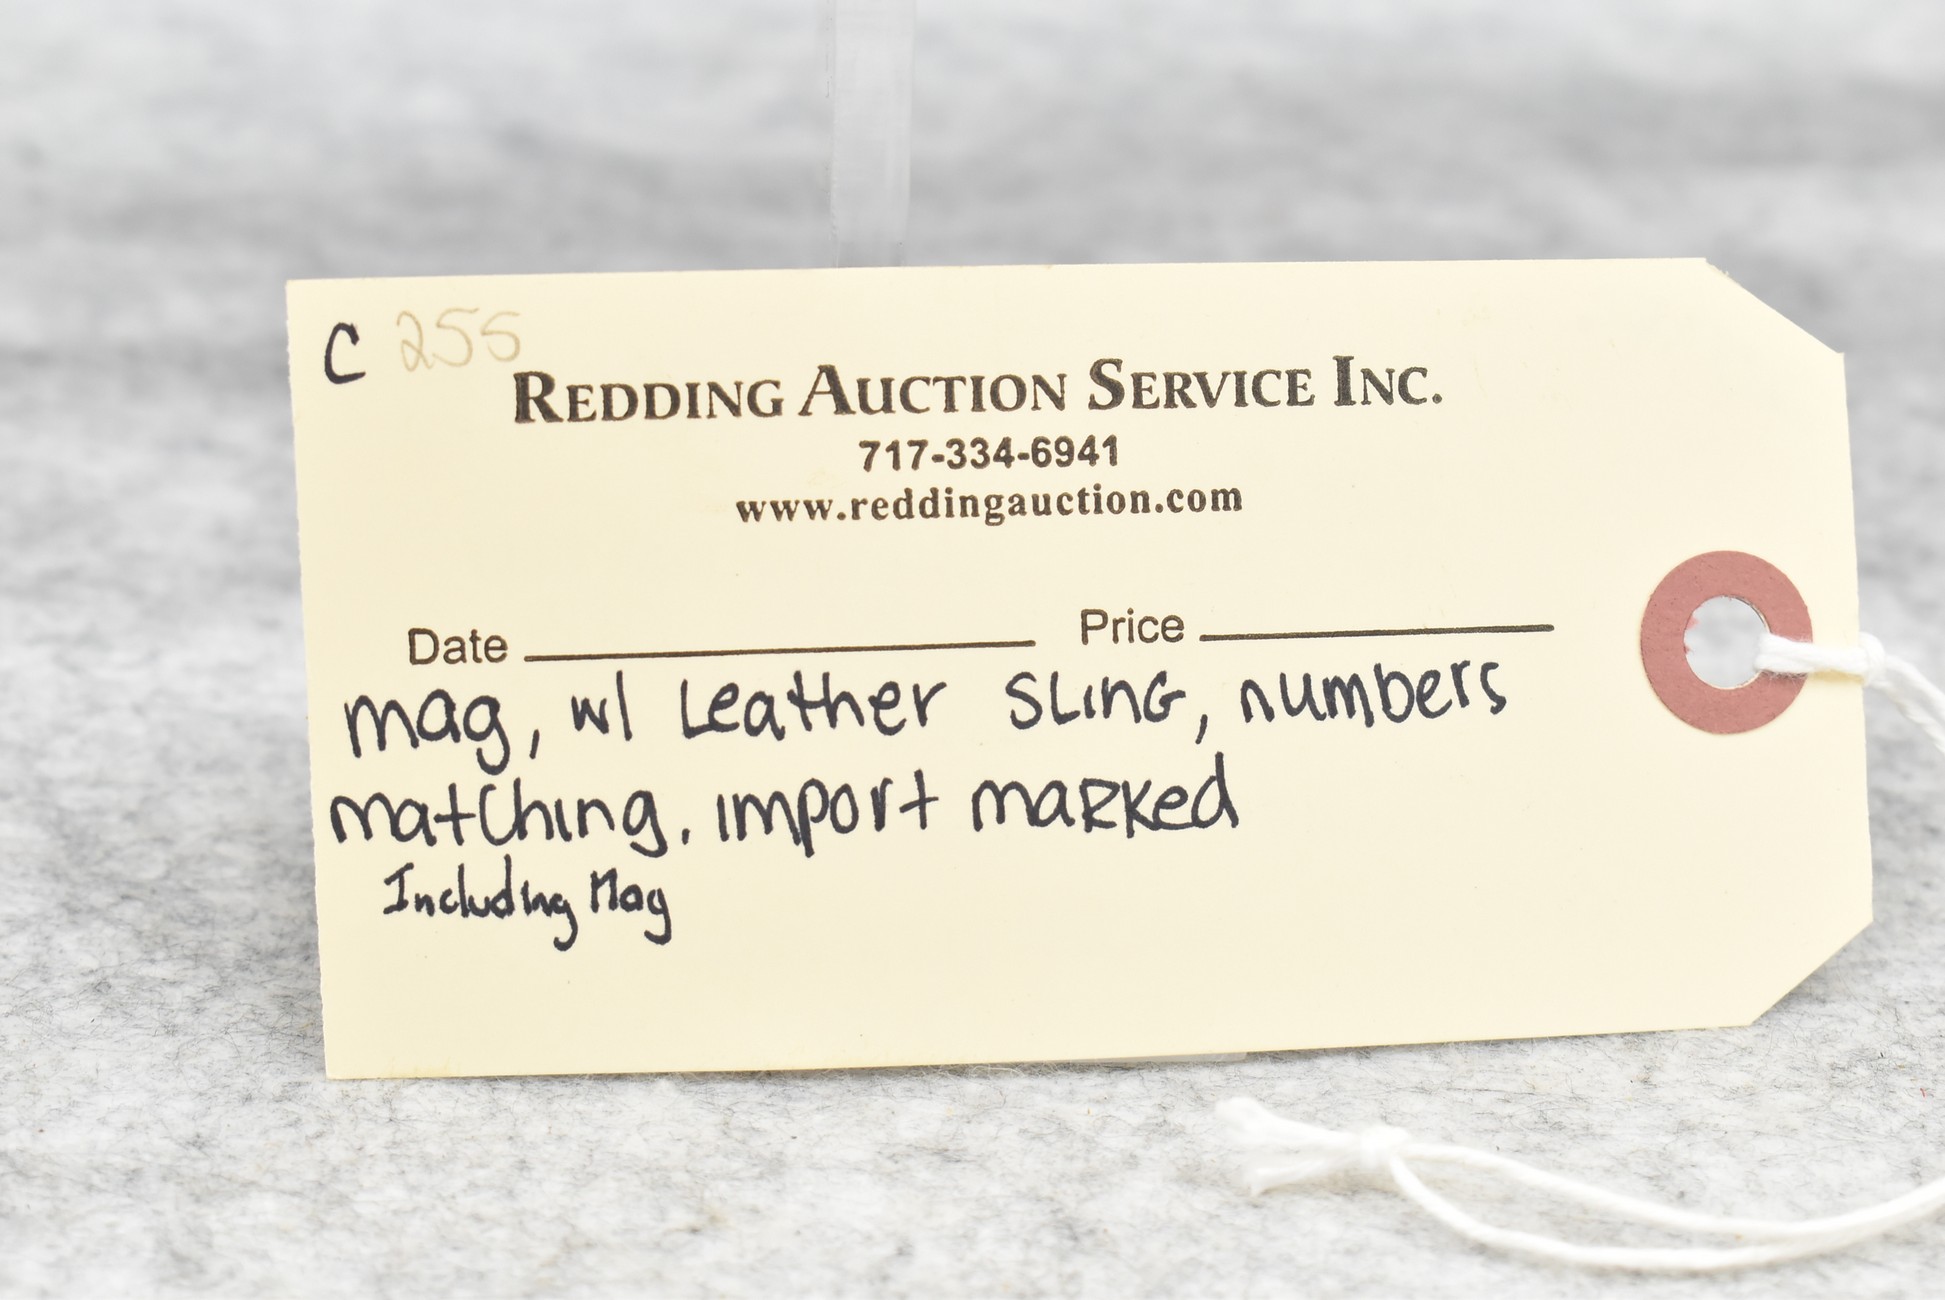 C 255
REDDING AUCTION SERVICE INC.
717-334-6941
www.reddingauction.com
Date Price
mag, w/ Leather SLING, numbers
matching. import marked
Including Mag